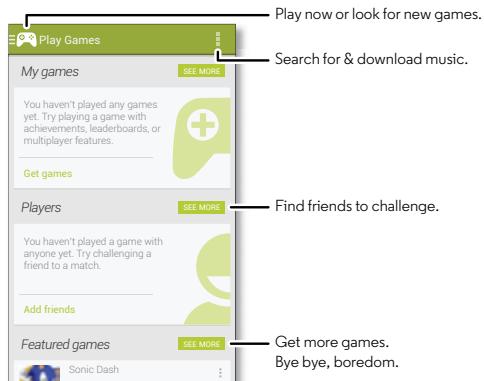 Play now or look for new games.
Play Games
Search for & download music.
My games
SEE MORE
You haven't played any games
yet. Try playing a game with
achievements, leaderboards, or
multiplayer features.
Get games
Players
SEE MORE
Find friends to challenge.
You haven't played a game with
anyone yet. Try challenging a
friend to a match.
Add friends
Featured games
SEE MORE
Get more games.
Bye bye, boredom.
Sonic Dash